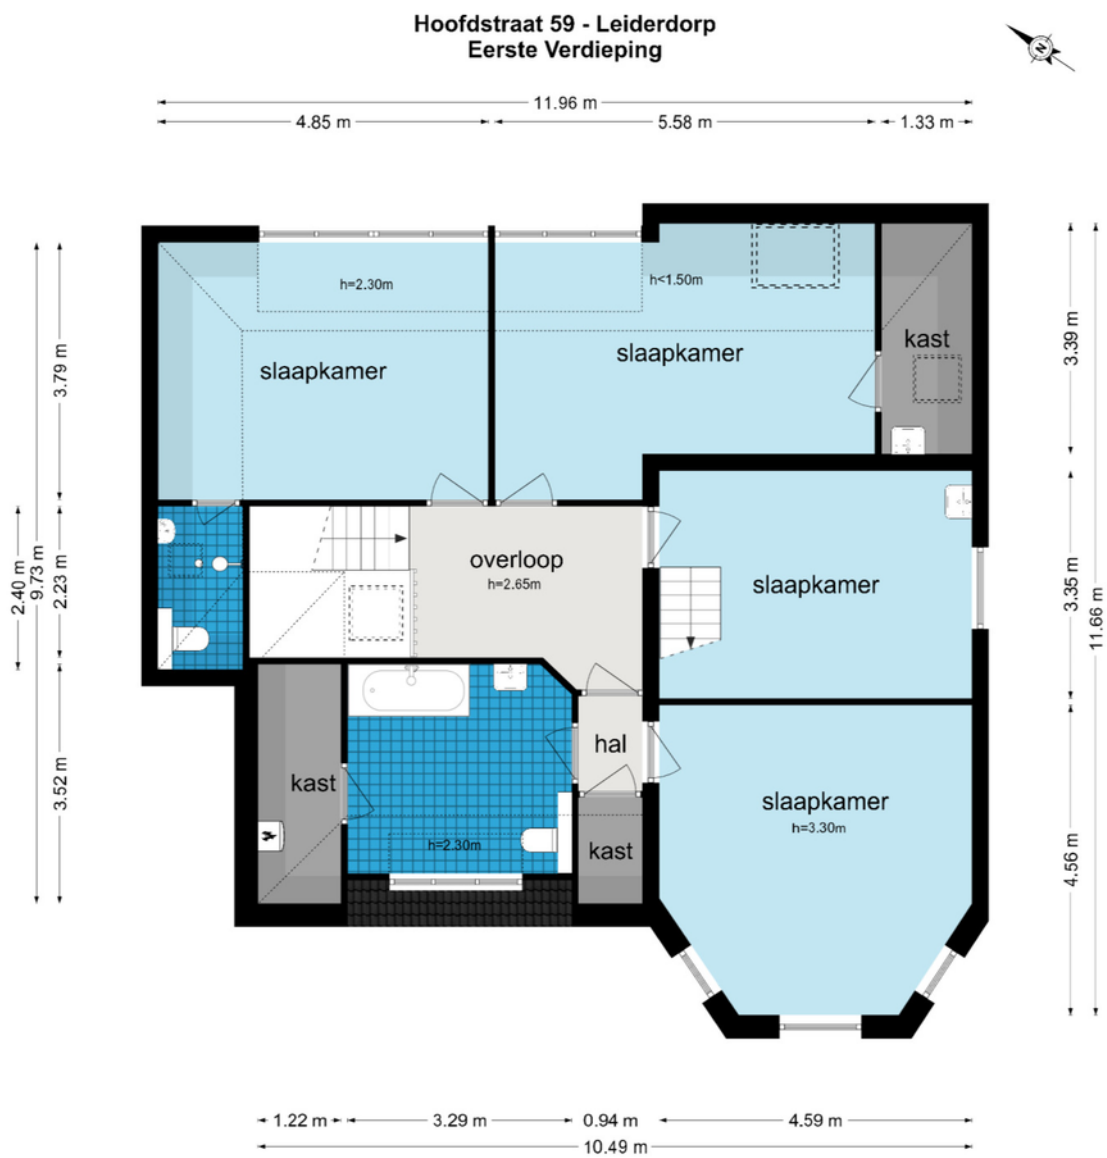 Hoofdstraat 59 - Leiderdorp
Eerste Verdieping
N
11.96 m
4.85 m
5.58 m
1.33 m
h=2.30m
h<1.50m
slaapkamer
slaapkamer
kast
3.79 m
3.39 m
9.73 m
2.40 m
2.23 m
overloop
h=2.65m
slaapkamer
3.35 m
11.66 m
kast
hal
slaapkamer
h=3.30m
h=2.30m
kast
3.52 m
4.56 m
1.22 m
3.29 m
0.94 m
4.59 m
10.49 m